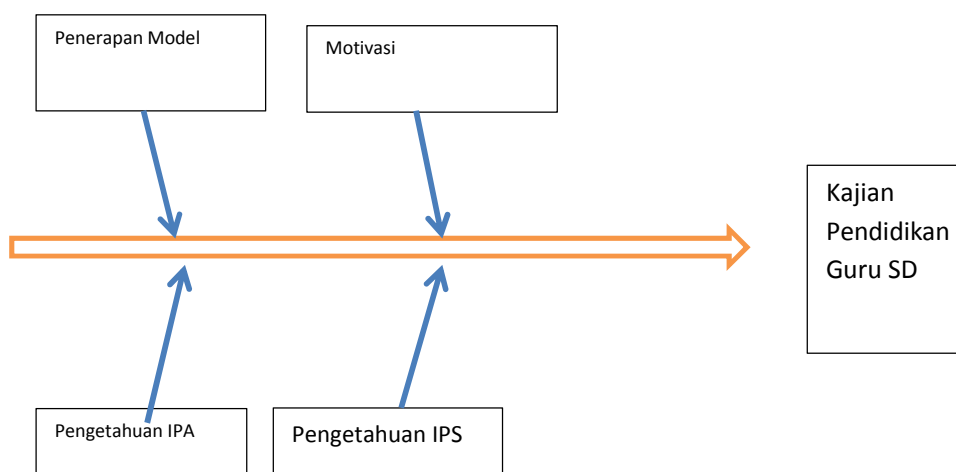 Penerapan Model
Motivasi
Kajian
Pendidikan
Guru SD
Pengetahuan IPA
Pengetahuan IPS